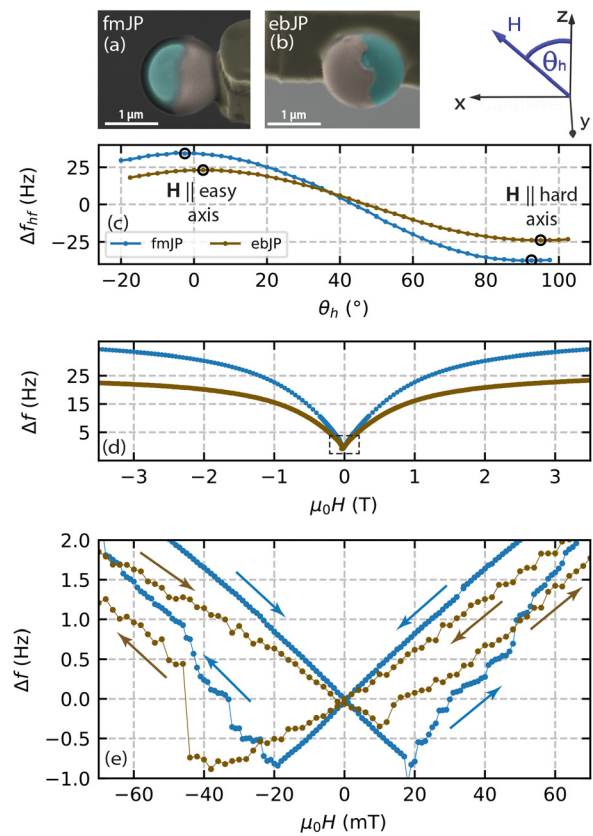 fmJP
(a)
1 μm
ebJP
(b)
1 μm
H
z
θh
x
y
Δfhf (Hz)
25
0
−25
H || easy
axis
H || hard
axis
(c)
fmJP
ebJP
−20
0
20
40
60
80
100
θh (°)
Δf (Hz)
25
15
5
(d)
−3
−2
−1
0
1
2
3
μ0H (T)
Δf (Hz)
2.0
1.5
1.0
0.5
0.0
−0.5
−1.0
(e)
−60
−40
−20
0
20
40
60
μ0H (mT)